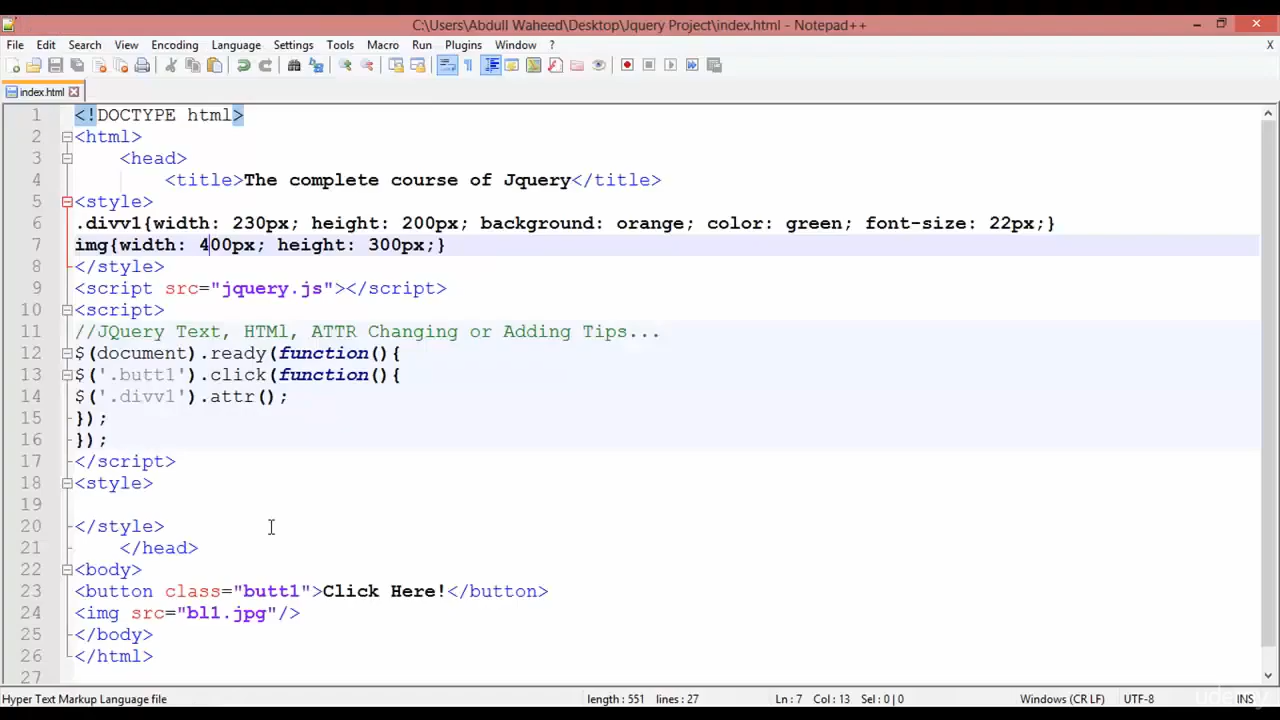 C:\Users\Abdull Waheed\Desktop\Jquery Project\index.html - Notepad++
File Edit Search View Encoding Language Settings Tools Macro Run Plugins Window ? X
index.html
1 <!DOCTYPE html>
2 <html>
3 <head>
4 <title>The complete course of Jquery</title>
5 <style>
6 .divv1{width: 230px; height: 200px; background: orange; color: green; font-size: 22px;}
7 img{width: 400px; height: 300px;}
8 </style>
9 <script src="jquery.js"></script>
10 <script>
11 //JQuery Text, HTMl, ATTR Changing or Adding Tips...
12 $(document).ready(function(){
13 $('.butt1').click(function(){
14 $('.divv1').attr();
15 });
16 });
17 </script>
18 <style>
19
20 </style>
21 </head>
22 <body>
23 <button class="butt1">Click Here!</button>
24 <img src="bl1.jpg"/>
25 </body>
26 </html>
27
Hyper Text Markup Language file length : 551 lines : 27 Ln : 7 Col : 13 Sel : 0 | 0 Windows (CR LF) UTF-8 INS
udemy